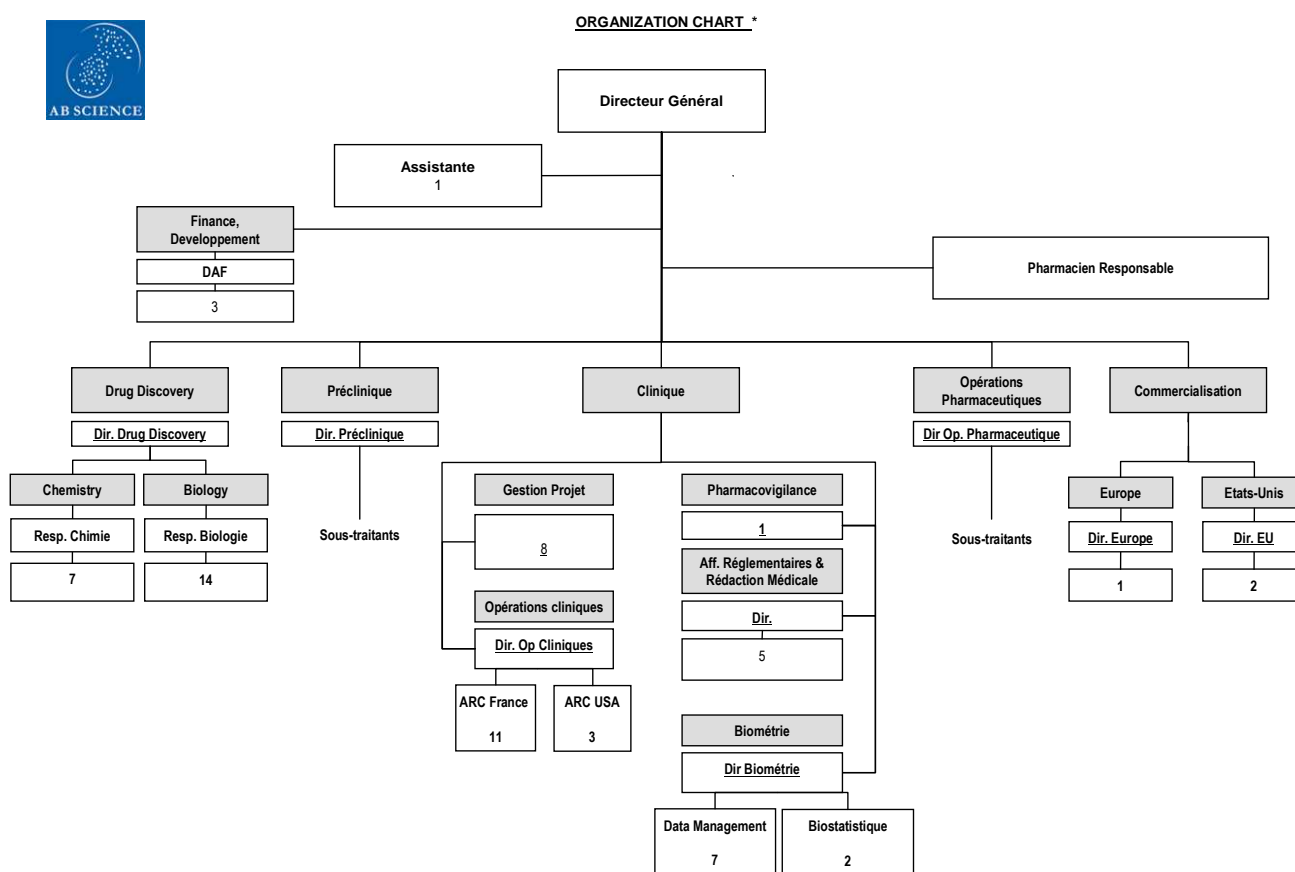 ORGANIZATION CHART *
AB SCIENCE
Directeur Général
Assistante
1
Finance,
Developpement
DAF
3
Pharmacien Responsable
Drug Discovery
Dir. Drug Discovery
Chemistry
Resp. Chimie
7
Biology
Resp. Biologie
14
Préclinique
Dir. Préclinique
Sous-traitants
Clinique
Gestion Projet
8
Opérations cliniques
Dir. Op Cliniques
ARC France
11
ARC USA
3
Pharmacovigilance
1
Aff. Réglementaires &
Rédaction Médicale
Dir.
5
Biométrie
Dir Biométrie
Data Management
7
Biostatistique
2
Opérations
Pharmaceutiques
Dir Op. Pharmaceutique
Sous-traitants
Commercialisation
Europe
Dir. Europe
1
Etats-Unis
Dir. EU
2